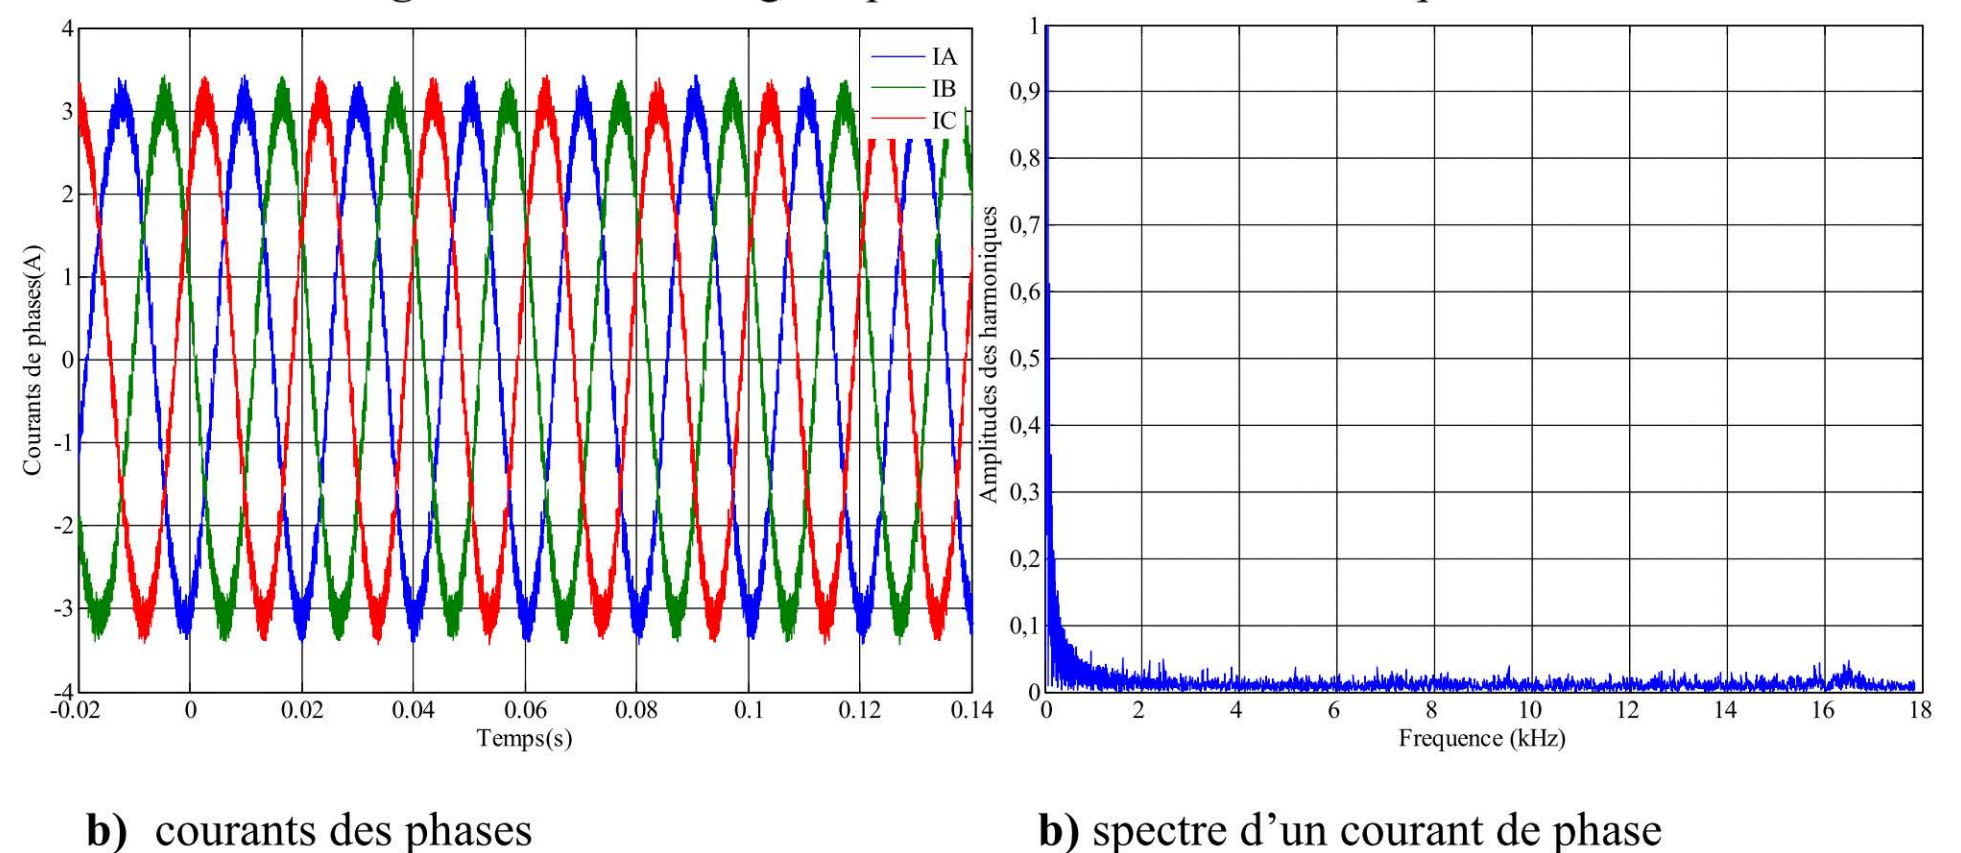 4
3
2
1
0
-1
-2
-3
-4
Courants de phases(A)
-0.02 0 0.02 0.04 0.06 0.08 0.1 0.12 0.14
Temps(s)
IA
IB
IC
1
0,9
0,8
0,7
0,6
0,5
0,4
0,3
0,2
0,1
0
Amplitudes des harmoniques
0 2 4 6 8 10 12 14 16 18
Frequence (kHz)
b) courants des phases
b) spectre d’un courant de phase